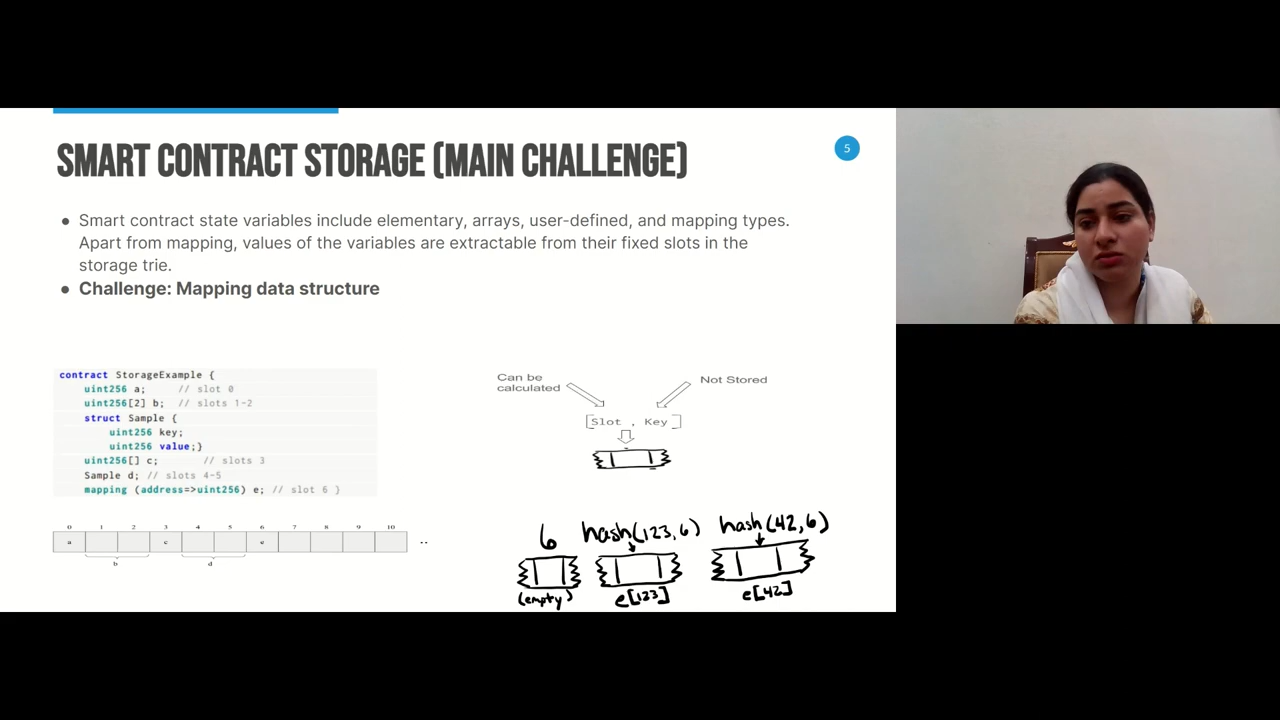 SMART CONTRACT STORAGE (MAIN CHALLENGE)
5
● Smart contract state variables include elementary, arrays, user-defined, and mapping types.
Apart from mapping, values of the variables are extractable from their fixed slots in the
storage trie.
● Challenge: Mapping data structure
contract StorageExample {
uint256 a; // slot 0
uint256[2] b; // slots 1-2
struct Sample {
uint256 key;
uint256 value;}
uint256[] c; // slots 3
Sample d; // slots 4-5
mapping (address=>uint256) e; // slot 6 }
0 1 2 3 4 5 6 7 8 9 10
a c e ..
b d
Can be
calculated
Not Stored
[Slot , Key ]
6 hash(123,6) hash(42,6)
(empty) e[123] e[42]